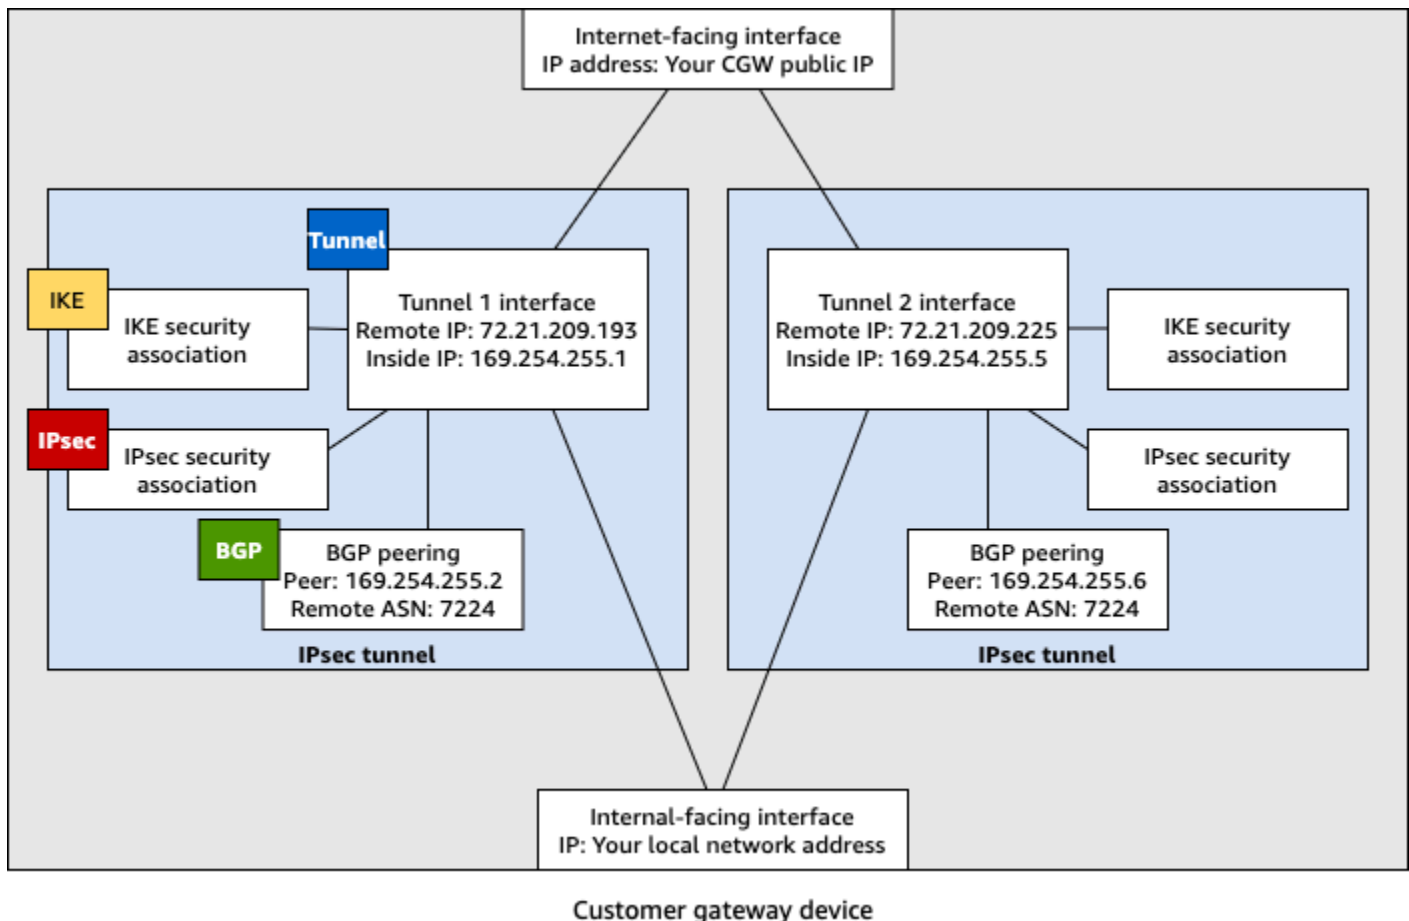 Internet-facing interface
IP address: Your CGW public IP
Tunnel
Tunnel 1 interface
Remote IP: 72.21.209.193
Inside IP: 169.254.255.1
IKE
IKE security
association
IPsec
IPsec security
association
BGP
BGP peering
Peer: 169.254.255.2
Remote ASN: 7224
IPsec tunnel
Tunnel 2 interface
Remote IP: 72.21.209.225
Inside IP: 169.254.255.5
IKE security
association
IPsec security
association
BGP peering
Peer: 169.254.255.6
Remote ASN: 7224
IPsec tunnel
Internal-facing interface
IP: Your local network address
Customer gateway device